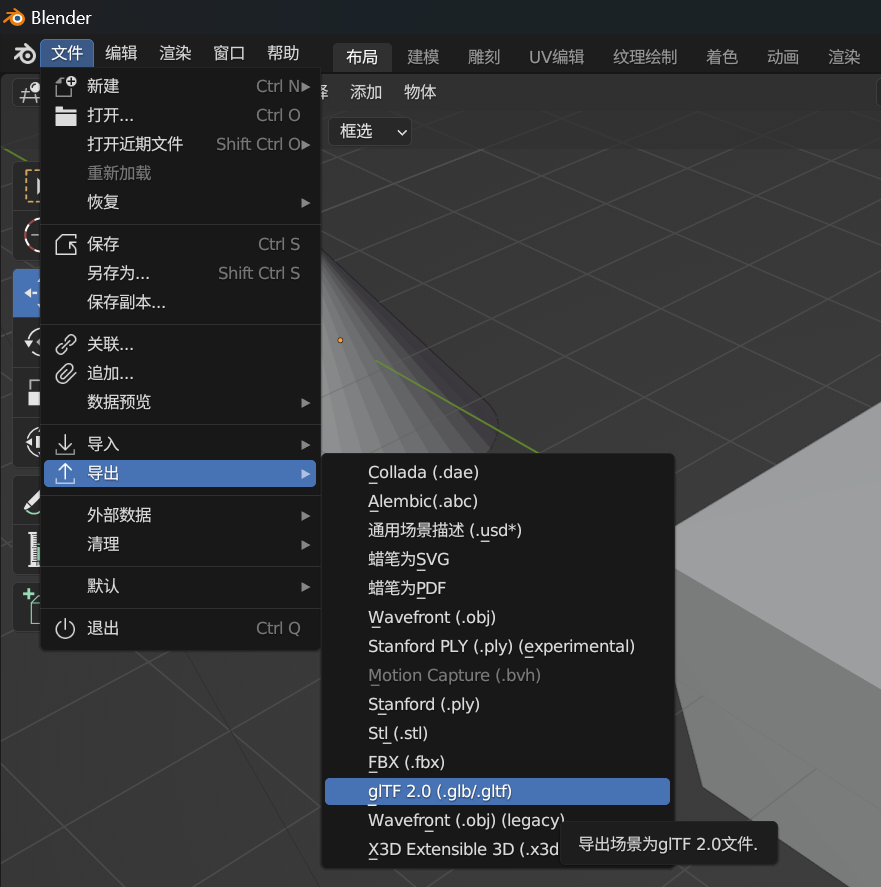 Blender
文件 编辑 渲染 窗口 帮助 布局 建模 雕刻 UV编辑 纹理绘制 着色 动画 渲染
添加 物体
框选
新建 Ctrl N
打开... Ctrl O
打开近期文件 Shift Ctrl O
重新加载
恢复
保存 Ctrl S
另存为... Shift Ctrl S
保存副本...
关联...
追加...
数据预览
导入
导出
外部数据
清理
默认
退出 Ctrl Q
Collada (.dae)
Alembic(.abc)
通用场景描述 (.usd*)
蜡笔为SVG
蜡笔为PDF
Wavefront (.obj)
Stanford PLY (.ply) (experimental)
Motion Capture (.bvh)
Stanford (.ply)
Stl (.stl)
FBX (.fbx)
glTF 2.0 (.glb/.gltf)
Wavefront (.obj) (legacy)
X3D Extensible 3D (.x3d
导出场景为glTF 2.0文件.